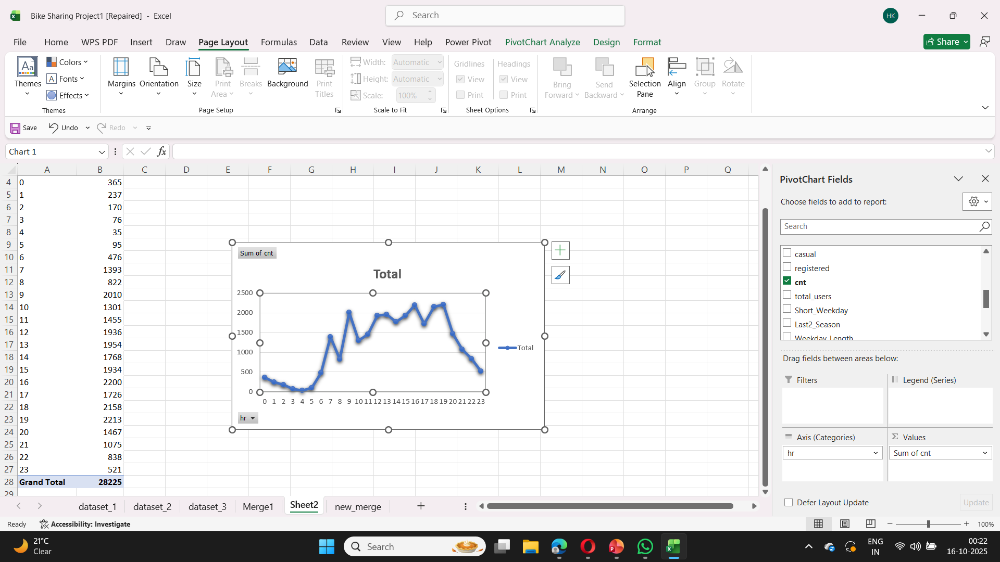 Bike Sharing Project1 [Repaired] - Excel
Search
HK
File Home WPS PDF Insert Draw Page Layout Formulas Data Review View Help Power Pivot PivotChart Analyze Design Format
Share
Aa
Themes
Colors
Fonts
Effects
Themes
Margins
Orientation
Size
Print Area
Breaks
Background
Print Titles
Page Setup
Width: Automatic
Height: Automatic
Scale: 100%
Scale to Fit
Gridlines Headings
View View
Print Print
Sheet Options
Bring Forward
Send Backward
Selection Pane
Align
Group
Rotate
Arrange
Save Undo Redo
Chart 1
fx
A B C D E F G H I J K L M N O P Q
4 0 365
5 1 237
6 2 170
7 3 76
8 4 35
9 5 95
10 6 476
11 7 1393
12 8 822
13 9 2010
14 10 1301
15 11 1455
16 12 1936
17 13 1954
18 14 1768
19 15 1934
20 16 2200
21 17 1726
22 18 2158
23 19 2213
24 20 1467
25 21 1075
26 22 838
27 23 521
28 Grand Total 28225
29
Sum of cnt
Total
2500
2000
1500
1000
500
0
0 1 2 3 4 5 6 7 8 9 10 11 12 13 14 15 16 17 18 19 20 21 22 23
Total
hr
PivotChart Fields
Choose fields to add to report:
Search
casual
registered
cnt
total_users
Short_Weekday
Last2_Season
Weekday_Length
Drag fields between areas below:
Filters
Legend (Series)
Axis (Categories)
Values
hr
Sum of cnt
Defer Layout Update
Update
dataset_1 dataset_2 dataset_3 Merge1 Sheet2 new_merge
Ready
Accessibility: Investigate
100%
21°C
Clear
Search
ENG
IN
00:22
16-10-2025